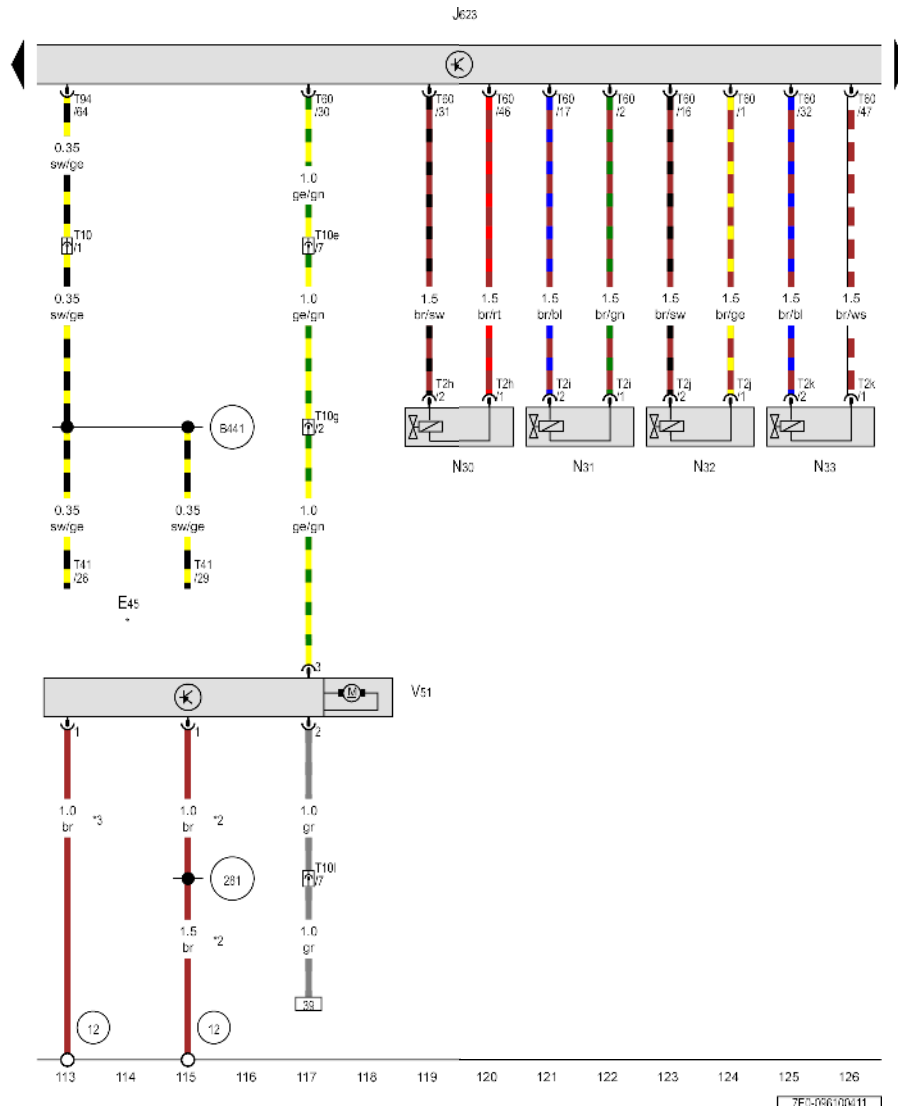 J623
T94 /64
T60 /30
T60 /31
T60 /46
T60 /17
T60 /2
T60 /16
T60 /1
T60 /32
T60 /47
0.35 sw/ge
1.0 ge/gn
T10 /1
T10e /7
0.35 sw/ge
1.0 ge/gn
1.5 br/sw
1.5 br/rt
1.5 br/bl
1.5 br/gn
1.5 br/sw
1.5 br/ge
1.5 br/bl
1.5 br/ws
T2h /2
T2h /1
T2i /2
T2i /1
T2j /2
T2j /1
T2k /2
T2k /1
B441
T10g /2
N30
N31
N32
N33
0.35 sw/ge
0.35 sw/ge
1.0 ge/gn
T41 /26
T41 /29
E45
*
3
M
V51
1
1
2
1.0 br *3
1.0 br *2
1.0 gr
281
T10l /7
1.5 br *2
1.0 gr
39
12
12
113 114 115 116 117 118 119 120 121 122 123 124 125 126
7E0-096100411